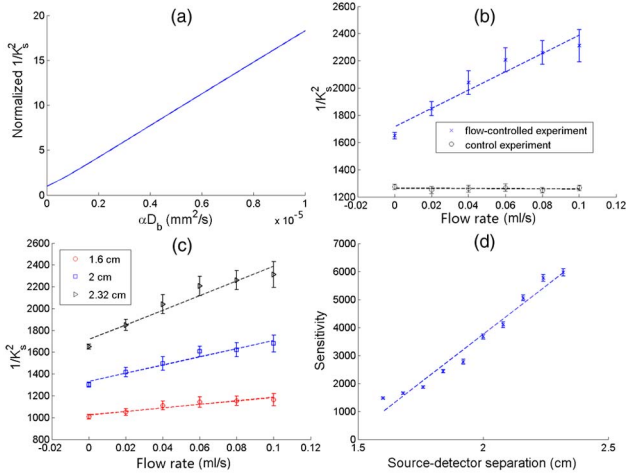 (a)
Normalized 1/K_s^2
20
15
10
5
0
0 0.2 0.4 0.6 0.8 1
× 10^-5
αD_b (mm²/s)
(b)
1/K_s^2
2600
2400
2200
2000
1800
1600
1400
1200
flow-controlled experiment
control experiment
-0.02 0 0.02 0.04 0.06 0.08 0.1 0.12
Flow rate (ml/s)
(c)
1/K_s^2
2600
2400
2200
2000
1800
1600
1400
1200
1000
800
1.6 cm
2 cm
2.32 cm
-0.02 0 0.02 0.04 0.06 0.08 0.1 0.12
Flow rate (ml/s)
(d)
Sensitivity
7000
6000
5000
4000
3000
2000
1000
0
1.5 2.0 2.5
Source-detector separation (cm)